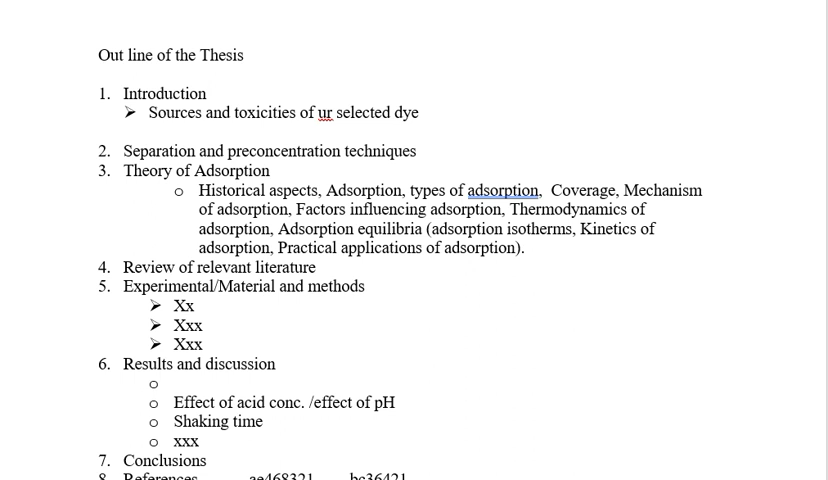 Out line of the Thesis
1. Introduction
➢ Sources and toxicities of ur selected dye
2. Separation and preconcentration techniques
3. Theory of Adsorption
o Historical aspects, Adsorption, types of adsorption, Coverage, Mechanism
of adsorption, Factors influencing adsorption, Thermodynamics of
adsorption, Adsorption equilibria (adsorption isotherms, Kinetics of
adsorption, Practical applications of adsorption).
4. Review of relevant literature
5. Experimental/Material and methods
➢ Xx
➢ Xxx
➢ Xxx
6. Results and discussion
o
o Effect of acid conc. /effect of pH
o Shaking time
o xxx
7. Conclusions
8. References ae468321 bc36421